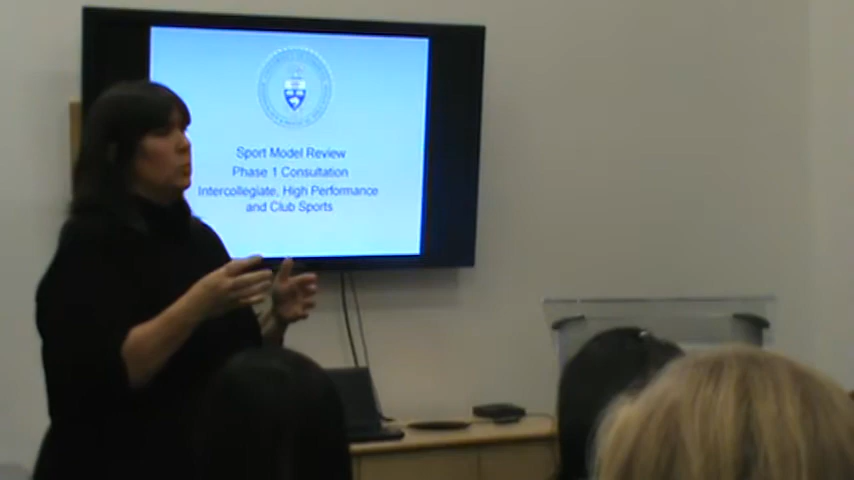 Sport Model Review
Phase 1 Consultation
Intercollegiate, High Performance
and Club Sports